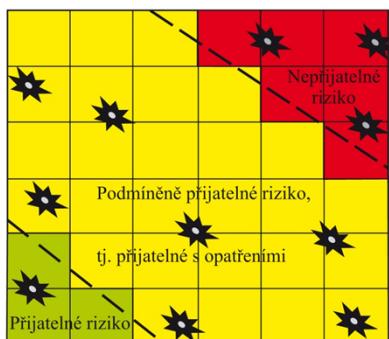 Nepřijatelné
riziko
Podmíněně přijatelné riziko,
tj. přijatelné s opatřeními
Přijatelné riziko